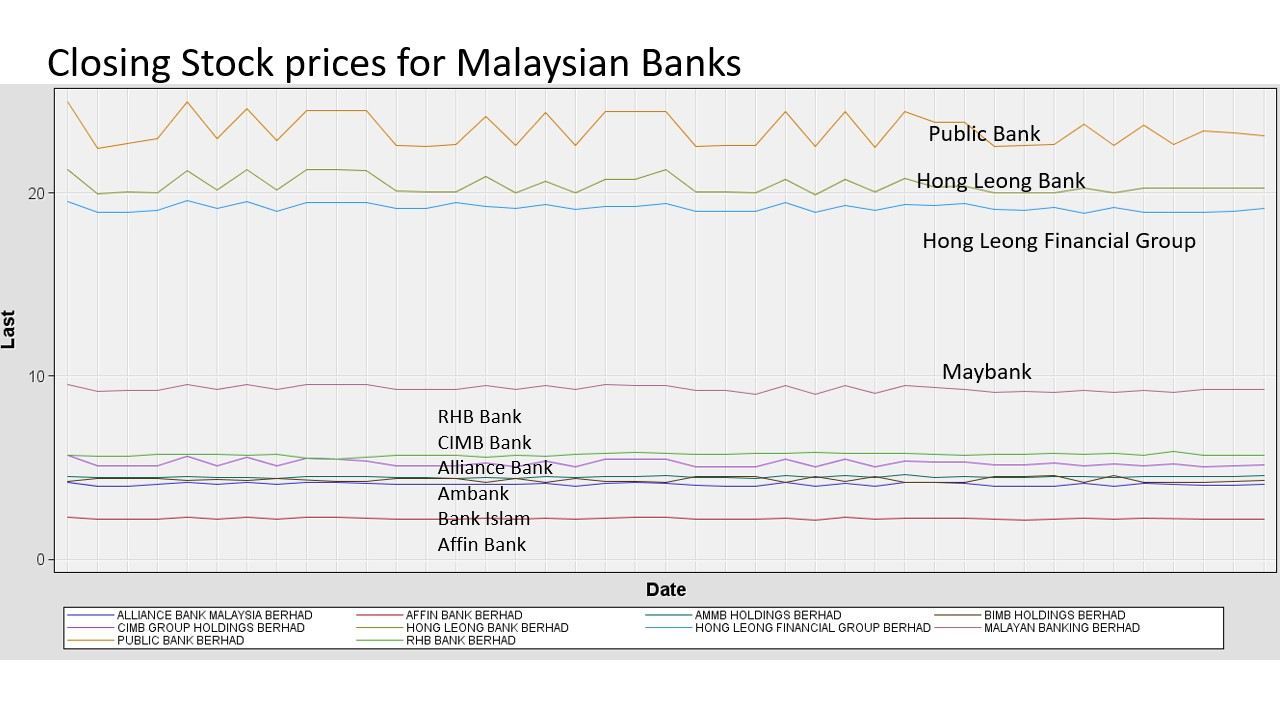 Closing Stock prices for Malaysian Banks
Public Bank
Hong Leong Bank
20
Hong Leong Financial Group
Last
Maybank
10
RHB Bank
CIMB Bank
Alliance Bank
Ambank
Bank Islam
Affin Bank
0
Date
ALLIANCE BANK MALAYSIA BERHAD AFFIN BANK BERHAD AMMB HOLDINGS BERHAD BIMB HOLDINGS BERHAD
CIMB GROUP HOLDINGS BERHAD HONG LEONG BANK BERHAD HONG LEONG FINANCIAL GROUP BERHAD MALAYAN BANKING BERHAD
PUBLIC BANK BERHAD RHB BANK BERHAD